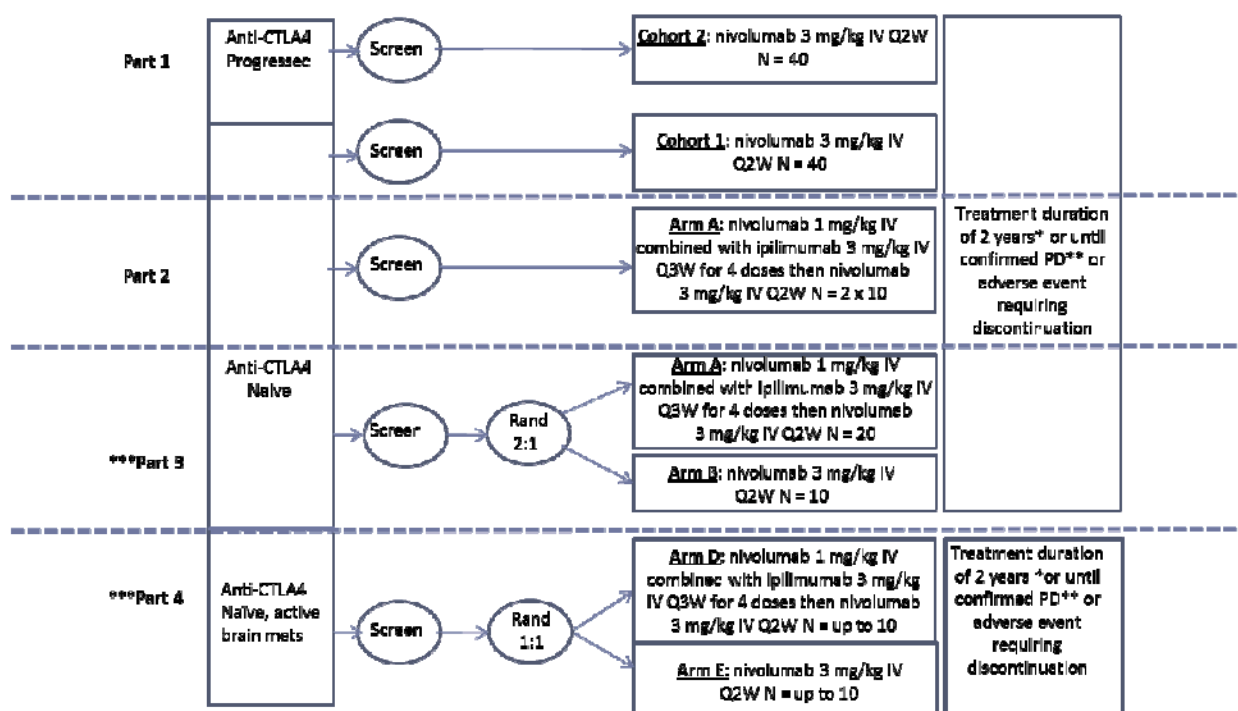 Part 1
Anti-CTLA4
Progressec
Screen
Cohort 2: nivolumab 3 mg/kg IV Q2W
N = 40
Screen
Cohort 1: nivolumab 3 mg/kg IV
Q2W N = 40
Part 2
Screen
Arm A: nivolumab 1 mg/kg IV
combined with ipilimumab 3 mg/kg IV
Q3W for 4 doses then nivolumab
3 mg/kg IV Q2W N = 2 x 10
Treatment duration
of 2 years* or until
confirmed PD** or
adverse event
requiring
discontinuation
Anti-CTLA4
Naive
***Part 3
Screen
Rand
2:1
Arm A: nivolumab 1 mg/kg IV
combined with ipilimumab 3 mg/kg IV
Q3W for 4 doses then nivolumab
3 mg/kg IV Q2W N = 20
Arm B: nivolumab 3 mg/kg IV
Q2W N = 10
***Part 4
Anti-CTLA4
Naïve, active
brain mets
Screen
Rand
1:1
Arm D: nivolumab 1 mg/kg IV
combined with ipilimumab 3 mg/kg
IV Q3W for 4 doses then nivolumab
3 mg/kg IV Q2W N = up to 10
Arm E: nivolumab 3 mg/kg IV
Q2W N = up to 10
Treatment duration
of 2 years *or until
confirmed PD** or
adverse event
requiring
discontinuation